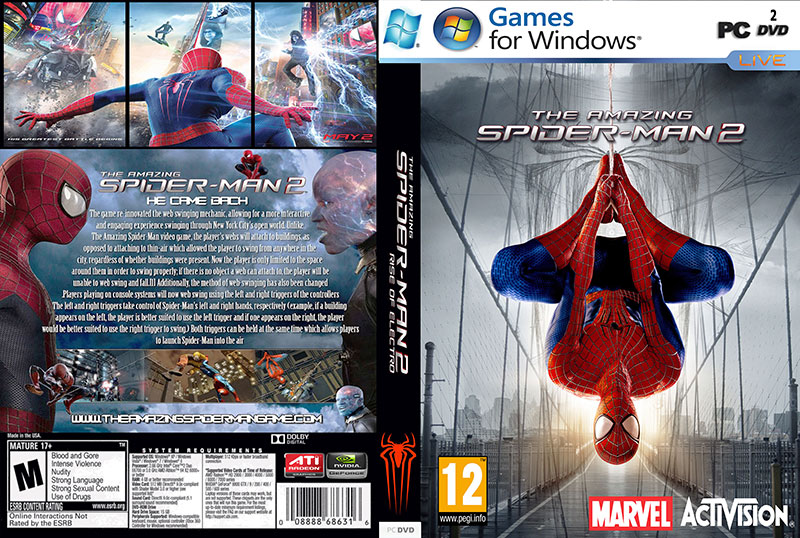 HIS GREATEST BATTLE BEGINS
MAY 2
THE AMAZING
SPIDER-MAN 2
HE CAME BACK
The game re-innovated the web swinging mechanic, allowing for a more interactive
and engaging experience swinging through New York City's open world. Unlike
The Amazing Spider Man video game, the player's webs will attach to buildings, as
opposed to attaching to thin-air which allowed the player to swing from anywhere in the
city, regardless of whether buildings were present. Now the player is only limited to the space
around them in order to swing properly; if there is no object a web can attach to, the player will be
unable to web swing and fall.[1] Additionally, the method of web swinging has also been changed
Players playing on console systems will now web swing using the left and right triggers of the controllers
The left and right triggers take control of Spider-Man's left and right hands, respectively (example, if a building
appears on the left, the player is better suited to use the left trigger and if one appears on the right, the player
would be better suited to use the right trigger to swing.) Both triggers can be held at the same time which allows players
to launch Spider-Man into the air
WWW.THEAMAZINGSPIDERMANGAME.COM
Made in the USA.
DOLBY
DIGITAL
MATURE 17+
M
Blood and Gore
Intense Violence
Nudity
Strong Language
Strong Sexual Content
Use of Drugs
ESRB CONTENT RATING www.esrb.org
Online Interactions Not
Rated by the ESRB
SYSTEM REQUIREMENTS
ATI
RADEON
GRAPHICS
NVIDIA
GEFORCE
0 08888 68631 6
THE AMAZING
SPIDER-MAN 2
RISE OF ELECTRO
PC DVD
Games
for Windows
PC 2 DVD
LIVE
THE AMAZING
SPIDER-MAN 2
12
www.pegi.info
MARVEL ACTIVISION